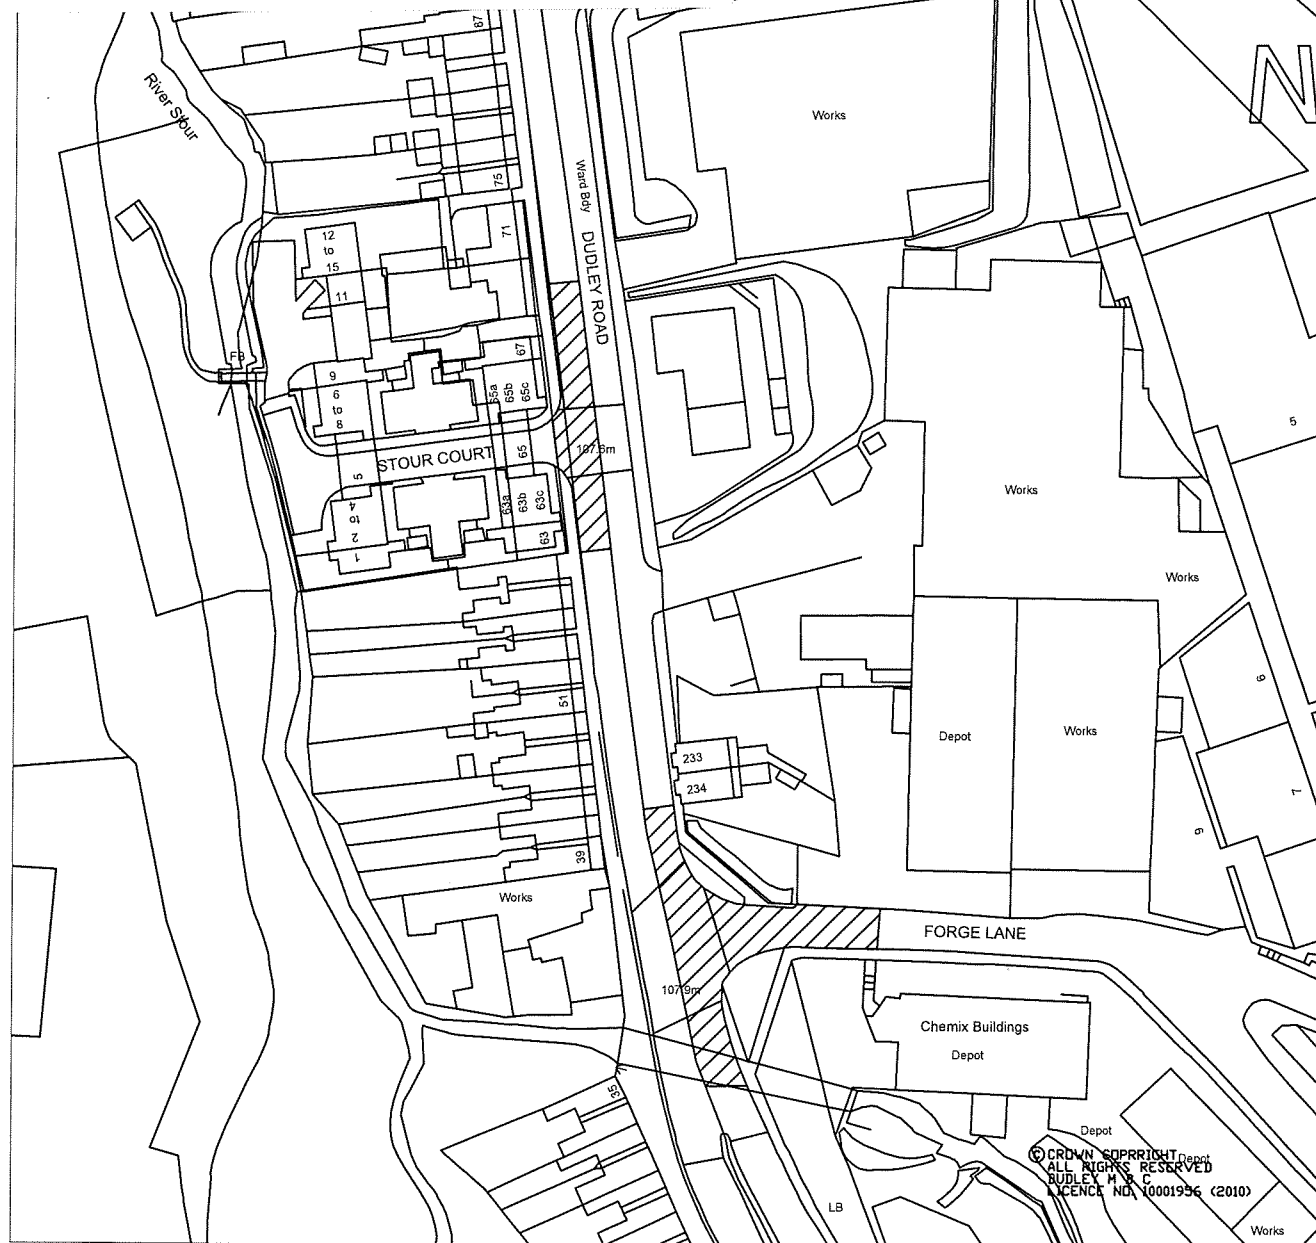 87
N
River Stour
Works
Ward Bdy
75
DUDLEY ROAD
71
12
to
15
11
FB
9
6
to
8
67
65a
65b
65c
5
107.6m
STOUR COURT
65
5
Works
63a
63b
63c
4
to
2
1
63
Works
6
51
Depot
Works
233
234
7
9
39
Works
FORGE LANE
107.9m
Chemix Buildings
Depot
35
Depot
Depot
© CROWN COPRRIGHT
ALL RIGHTS RESERVED
DUDLEY M B C
LICENCE NO. 10001956 (2010)
LB
Works